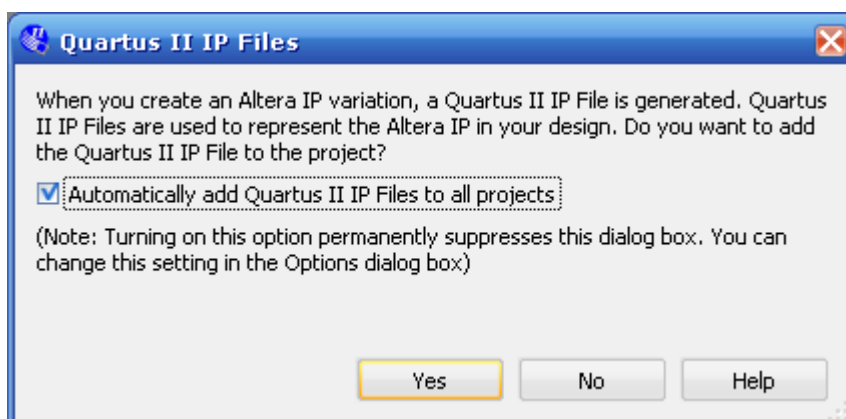 Quartus II IP Files
When you create an Altera IP variation, a Quartus II IP File is generated. Quartus
II IP Files are used to represent the Altera IP in your design. Do you want to add
the Quartus II IP File to the project?
Automatically add Quartus II IP Files to all projects
(Note: Turning on this option permanently suppresses this dialog box. You can
change this setting in the Options dialog box)
Yes No Help